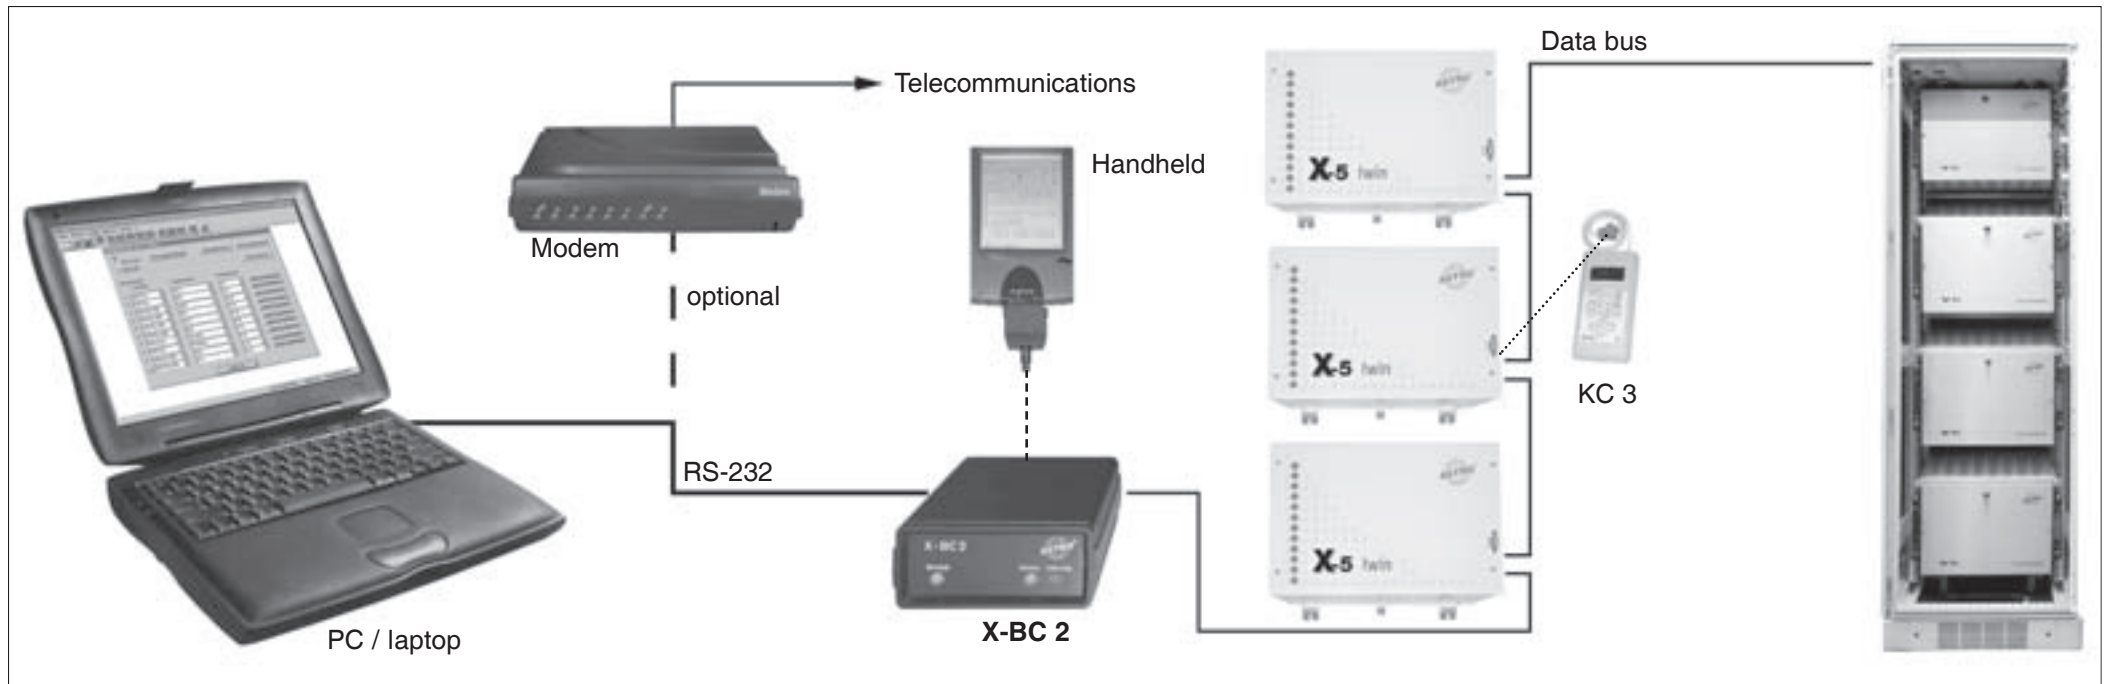 Data bus
Telecommunications
Handheld
X-5 twin
Modem
optional
X-5 twin
KC 3
RS-232
X-BC 2
X-5 twin
X-BC 2
PC / laptop